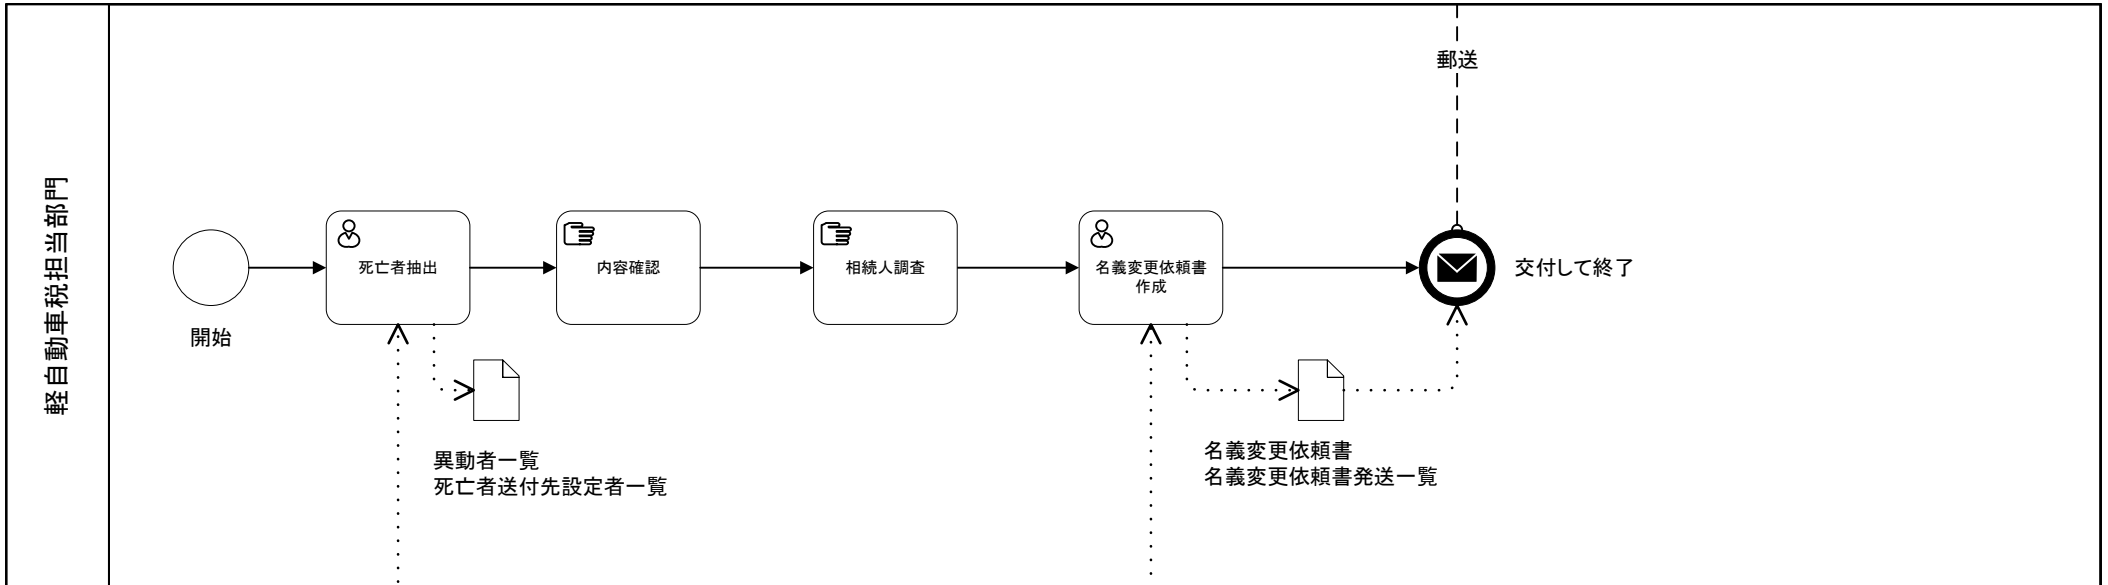 郵送
軽自動車税担当部門
死亡者抽出
内容確認
相続人調査
名義変更依頼書
作成
交付して終了
開始
異動者一覧
死亡者送付先設定者一覧
名義変更依頼書
名義変更依頼書発送一覧